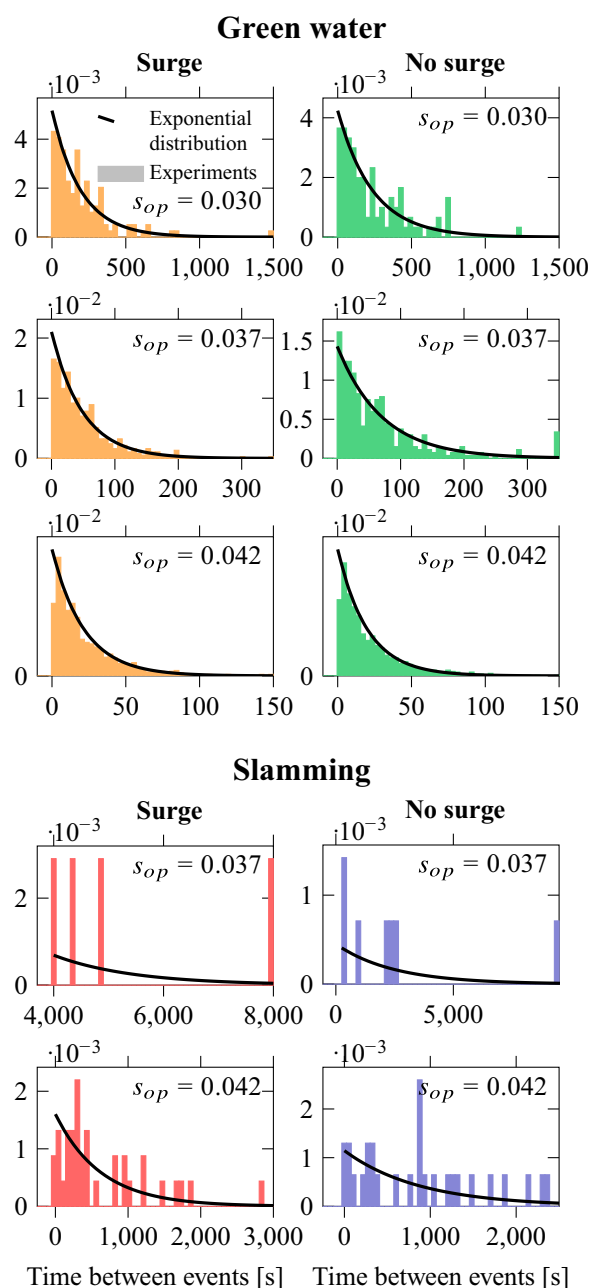 Green water
Surge
No surge
·10⁻³
·10⁻³
4
2
0
Exponential
distribution
Experiments
s_op = 0.030
0 500 1,000 1,500
4
2
0
s_op = 0.030
0 500 1,000 1,500
·10⁻²
·10⁻²
2
1
0
s_op = 0.037
0 100 200 300
1.5
1
0.5
0
s_op = 0.037
0 100 200 300
·10⁻²
·10⁻²
0
s_op = 0.042
0 50 100 150
0
s_op = 0.042
0 50 100 150
Slamming
Surge
No surge
·10⁻³
·10⁻³
2
0
s_op = 0.037
4,000 6,000 8,000
1
0
s_op = 0.037
0 5,000
·10⁻³
·10⁻³
2
1
0
s_op = 0.042
0 1,000 2,000 3,000
Time between events [s]
2
1
0
s_op = 0.042
0 1,000 2,000
Time between events [s]